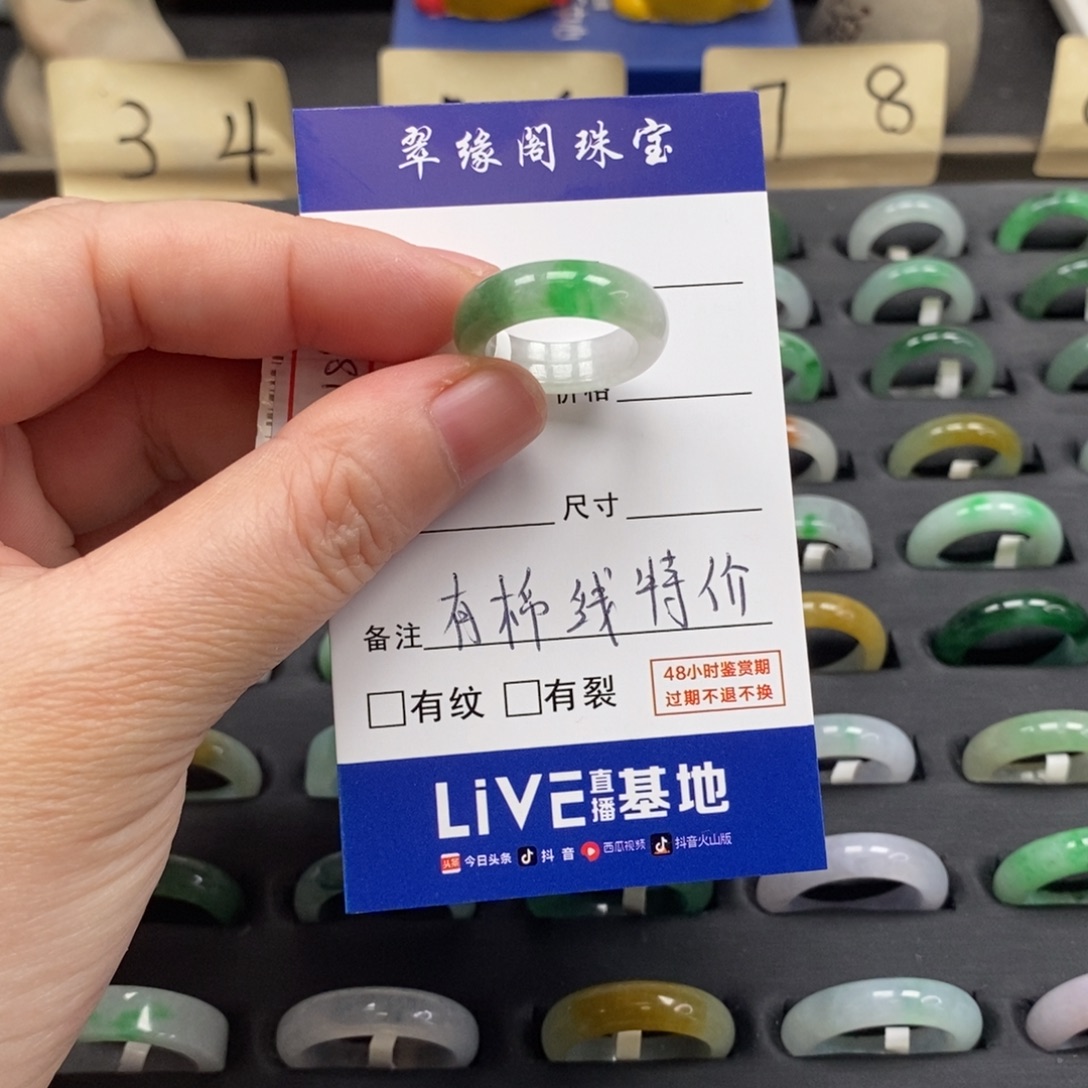 3 4
7 8
翠缘阁珠宝
价格
尺寸
备注 有棉线特价
□有纹 □有裂
48小时鉴赏期
过期不退不换
LiVE直播基地
头条 今日头条 抖音 西瓜视频 抖音火山版